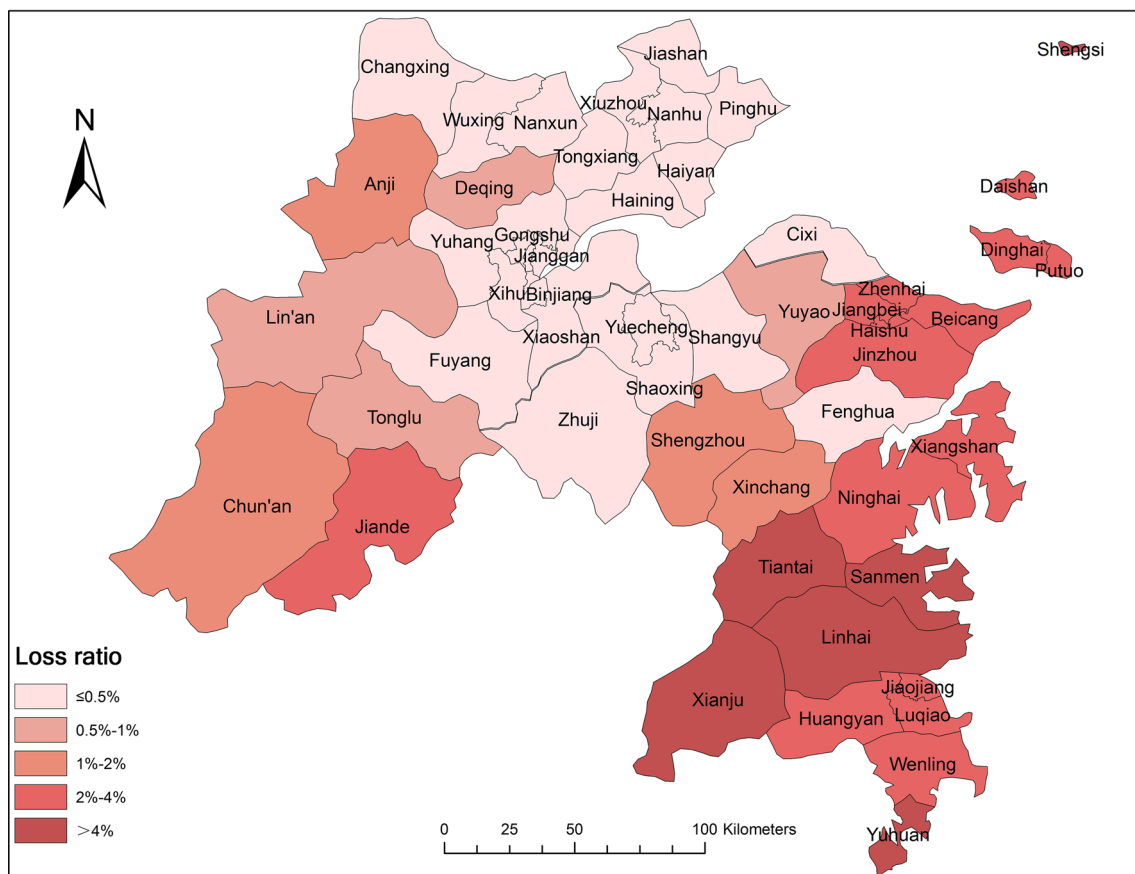 Shengsi
Jiashan
Changxing
Xiuzhou
Pinghu
Nanhu
N
Wuxing
Nanxun
Tongxiang
Haiyan
Anji
Deqing
Daishan
Haining
Cixi
Gongshu
Yuhang
Dinghai
Jianggan
Putuo
Zhenhai
Xihu
Binjiang
Jiangbei
Yuyao
Lin'an
Beicang
Yuecheng
Haishu
Xiaoshan
Shangyu
Jinzhou
Fuyang
Shaoxing
Fenghua
Tonglu
Zhuji
Shengzhou
Xiangshan
Xinchang
Ninghai
Chun'an
Jiande
Tiantai
Sanmen
Linhai
Loss ratio
Jiaojiang
≤0.5%
Xianju
Huangyan
Luqiao
0.5%-1%
1%-2%
Wenling
2%-4%
>4%
0 25 50 100 Kilometers
Yuhuan